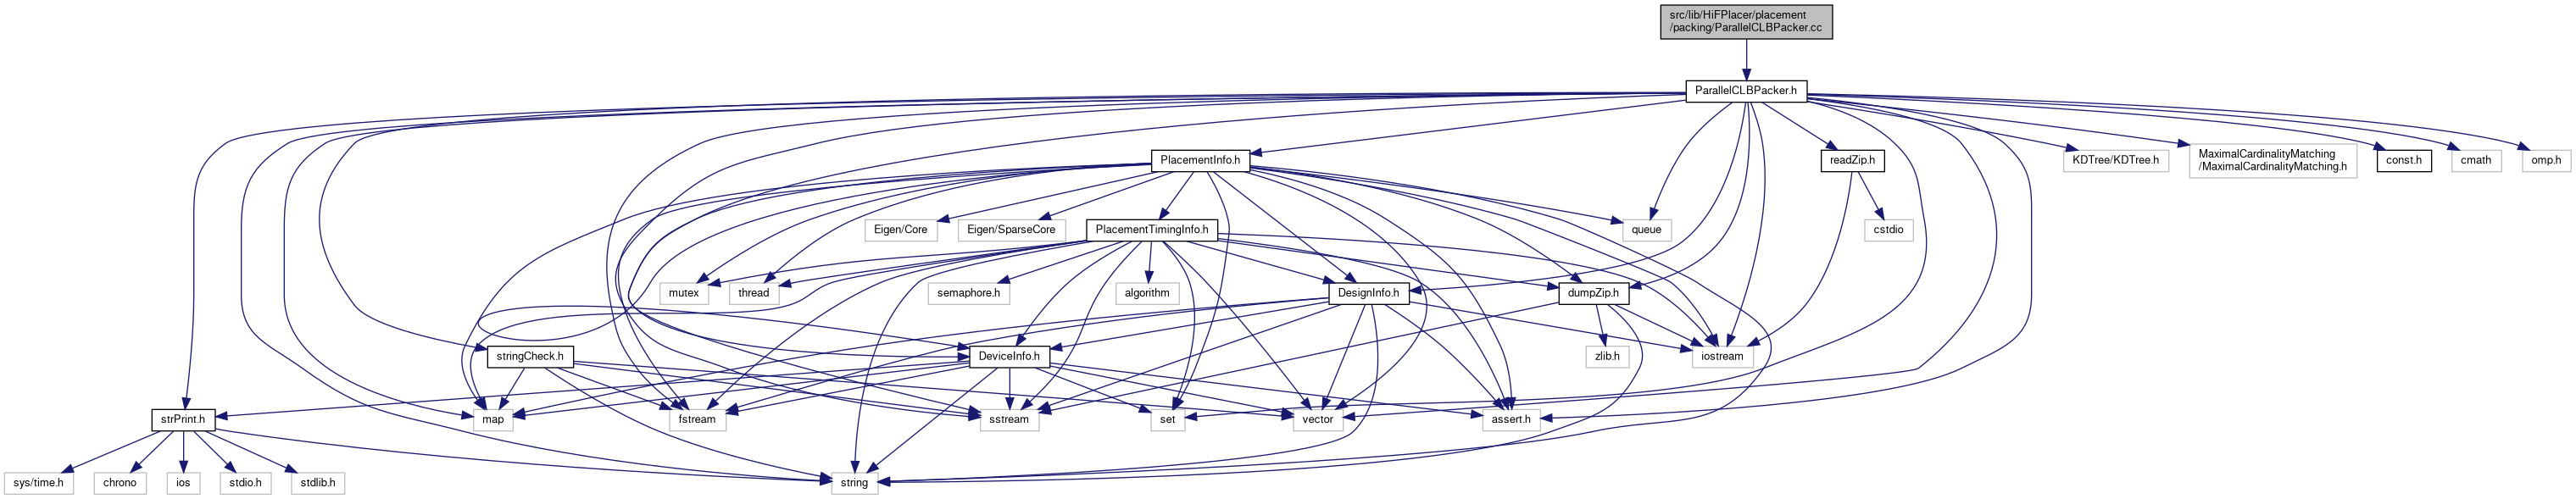 src/lib/HiFPlacer/placement
/packing/ParallelCLBPacker.cc
ParallelCLBPacker.h
PlacementInfo.h
readZip.h
KDTree/KDTree.h
MaximalCardinalityMatching
/MaximalCardinalityMatching.h
const.h
cmath
omp.h
Eigen/Core
Eigen/SparseCore
PlacementTimingInfo.h
queue
cstdio
mutex
thread
semaphore.h
algorithm
DesignInfo.h
dumpZip.h
stringCheck.h
DeviceInfo.h
zlib.h
iostream
strPrint.h
map
fstream
sstream
set
vector
assert.h
sys/time.h
chrono
ios
stdio.h
stdlib.h
string